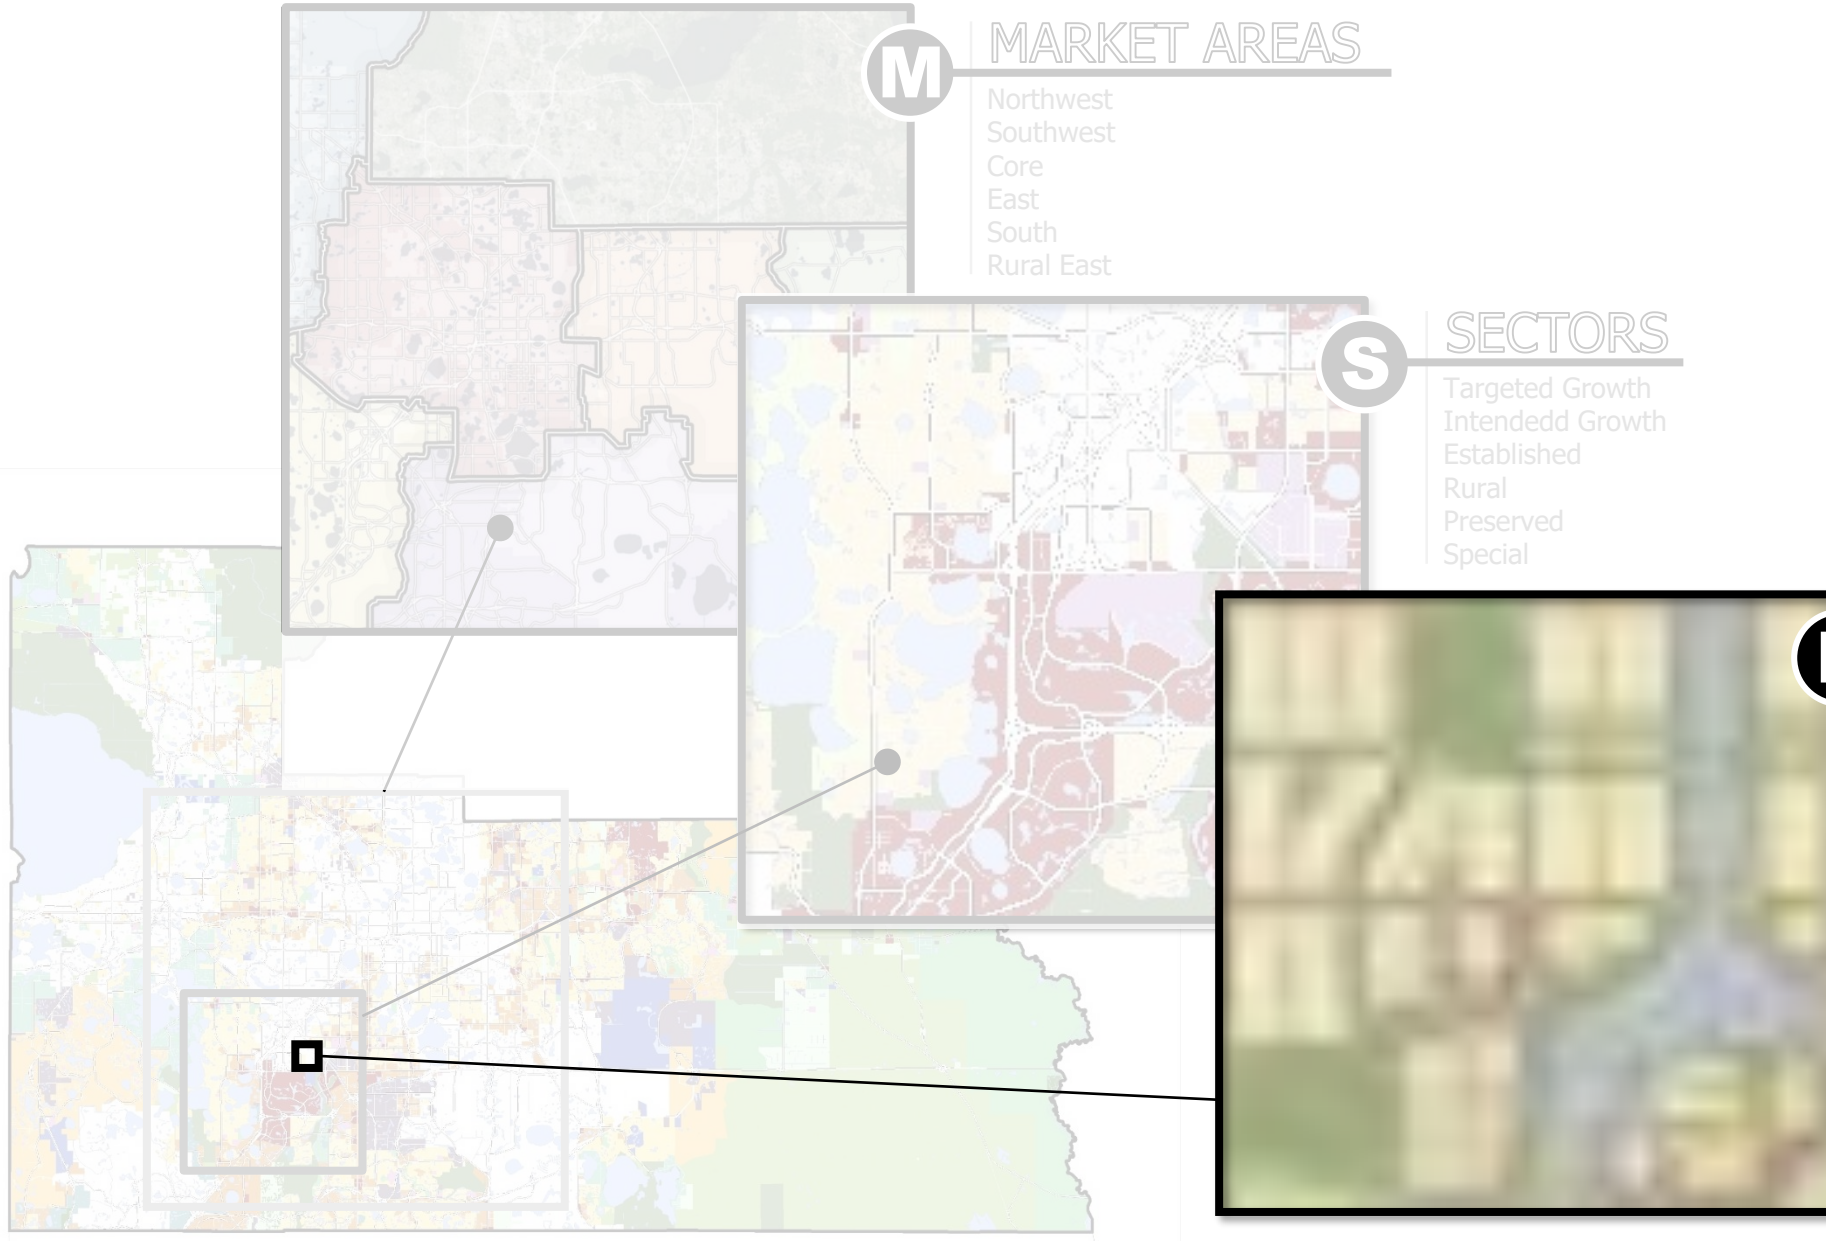 M
MARKET AREAS
Northwest
Southwest
Core
East
South
Rural East
S
SECTORS
Targeted Growth
Intendedd Growth
Established
Rural
Preserved
Special